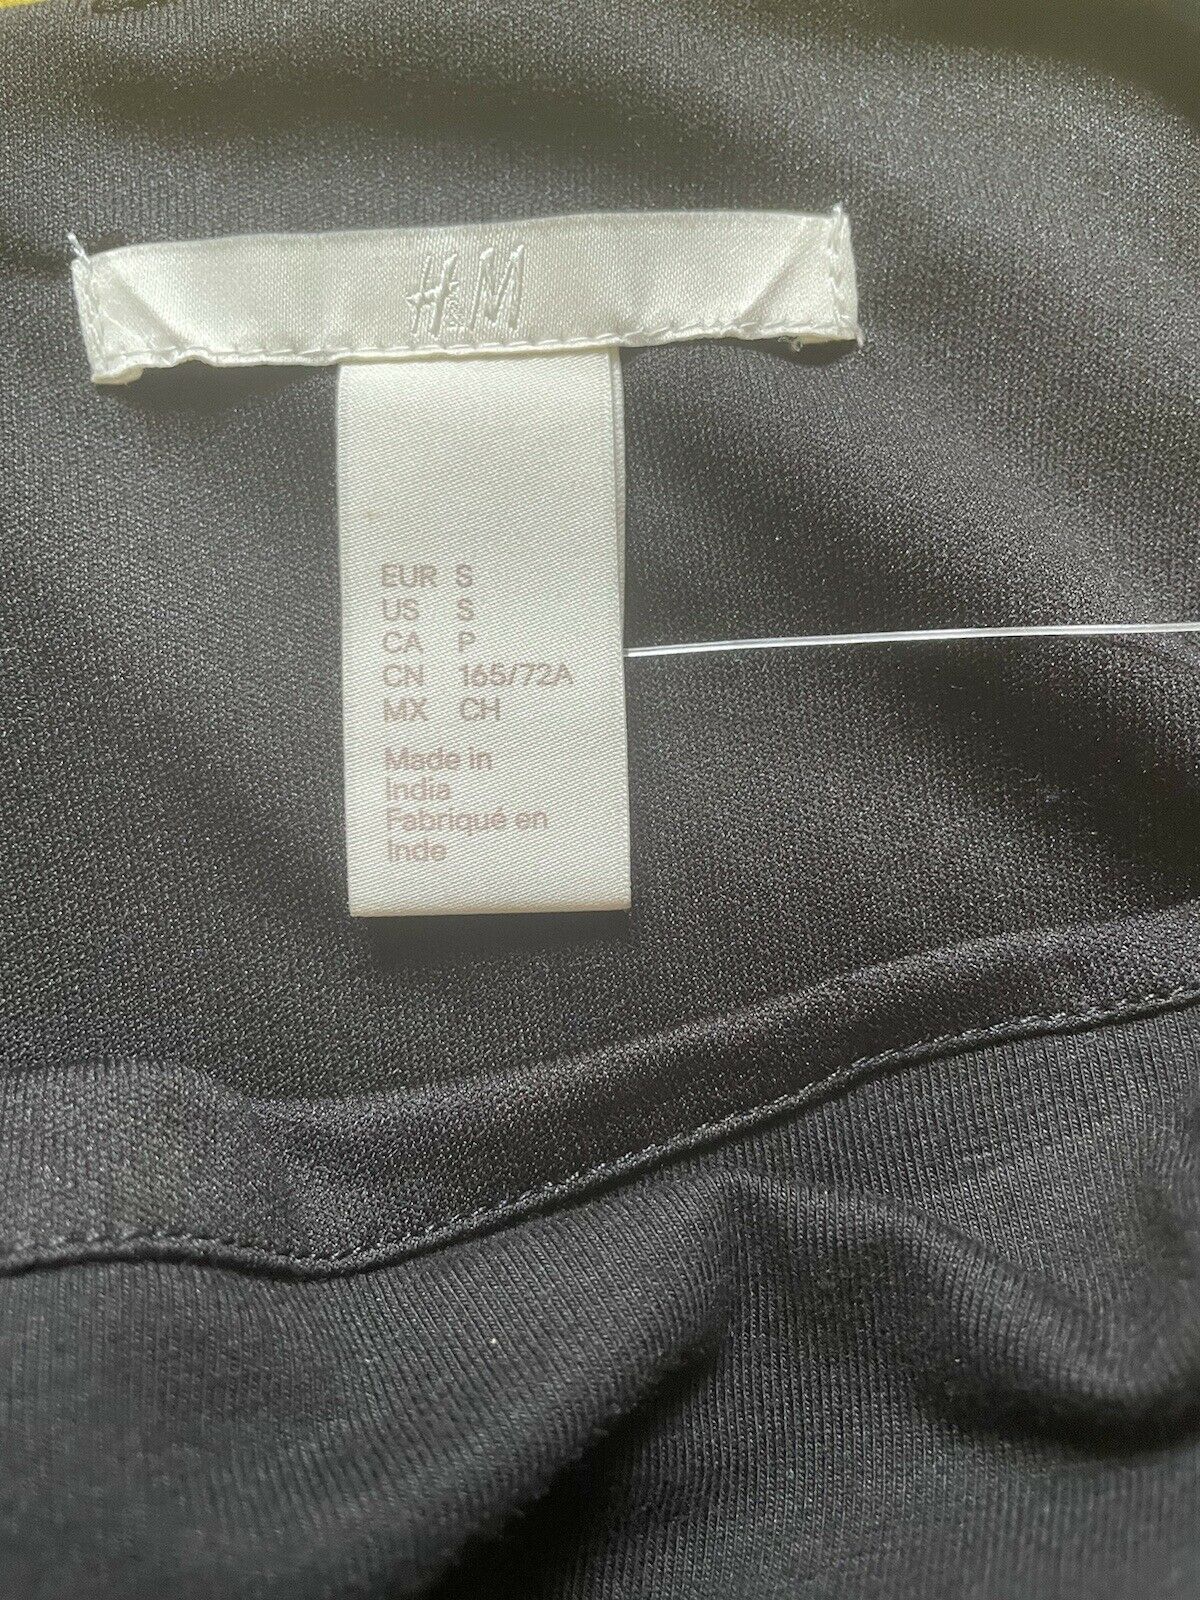 H&M
EUR S
US S
CA P
CN 165/72A
MX CH
Made in
India
Fabriqué en
Inde